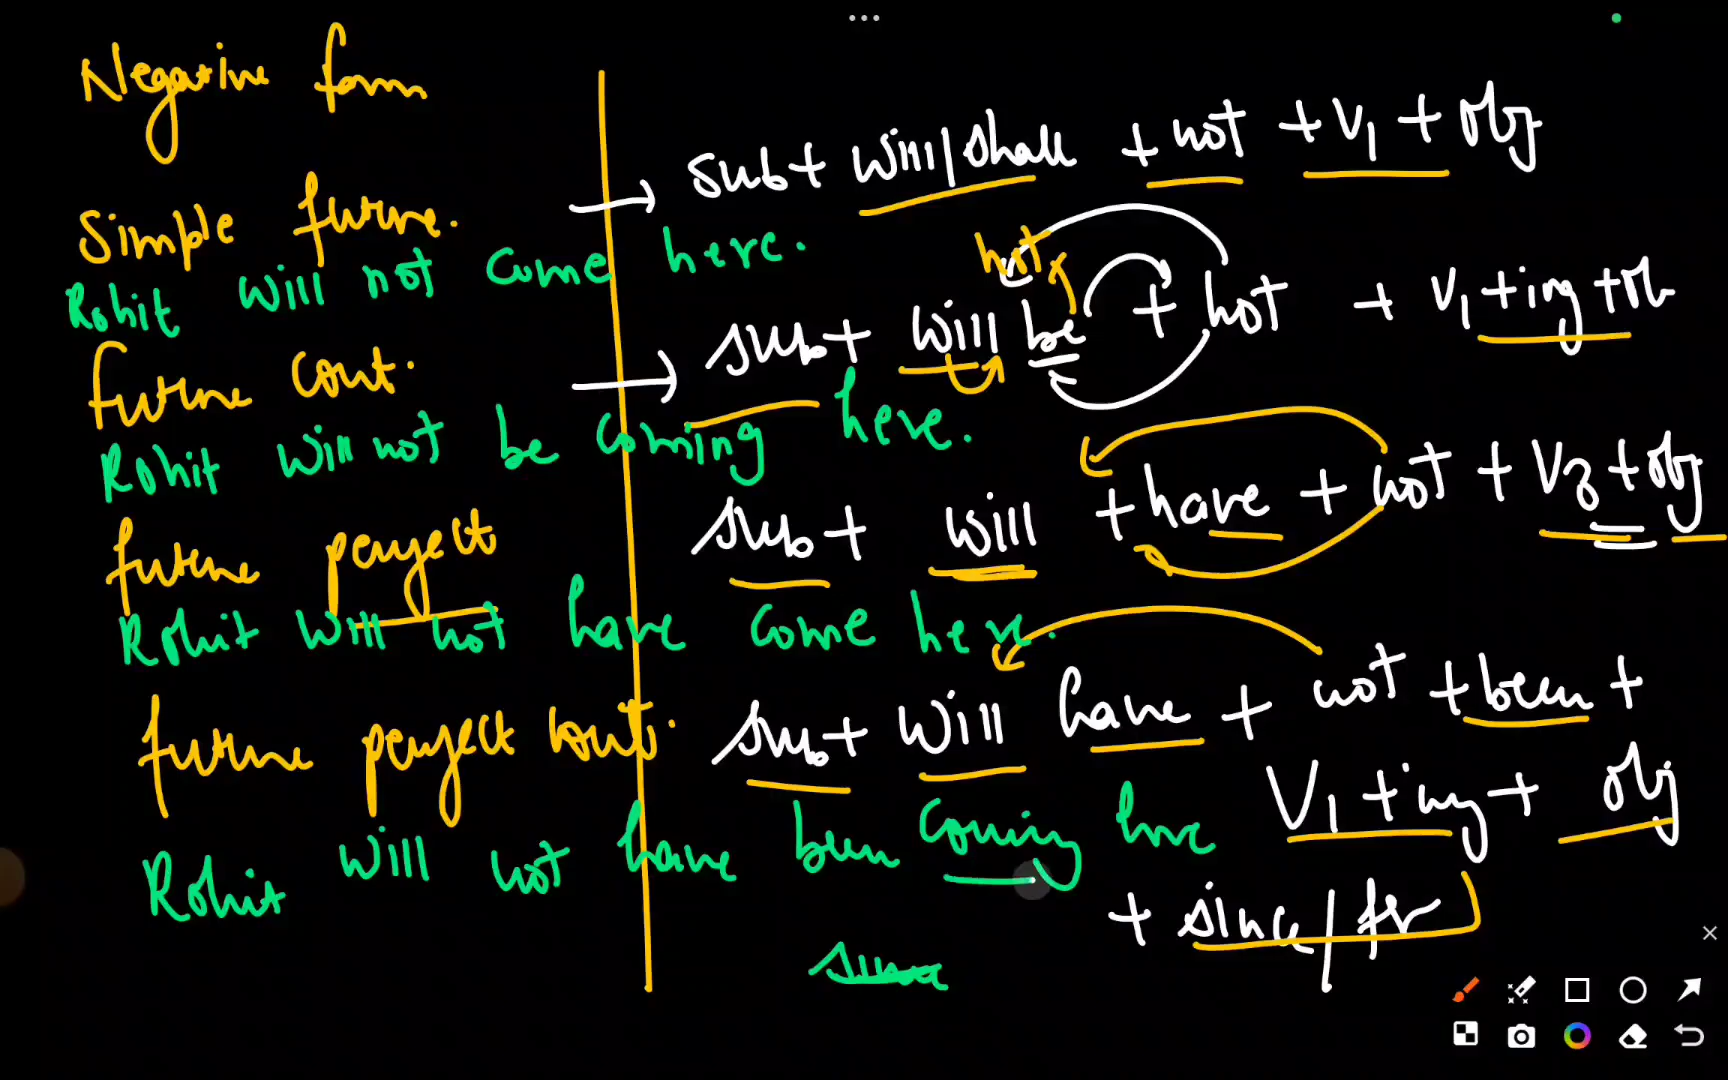 Negative form
sub + will/shall + not + V1 + obj
Simple future.
Rohit will not come here.
not
not
future cont.
sub + will be + not + V1 + ing + ob
Rohit will not be coming here.
future perfect
sub + will + have + not + V3 + obj
Rohit will not have come here.
future perfect cont.
sub + will have + not + been +
V1 + ing + obj
Rohit will not have been coming here
+ since/for